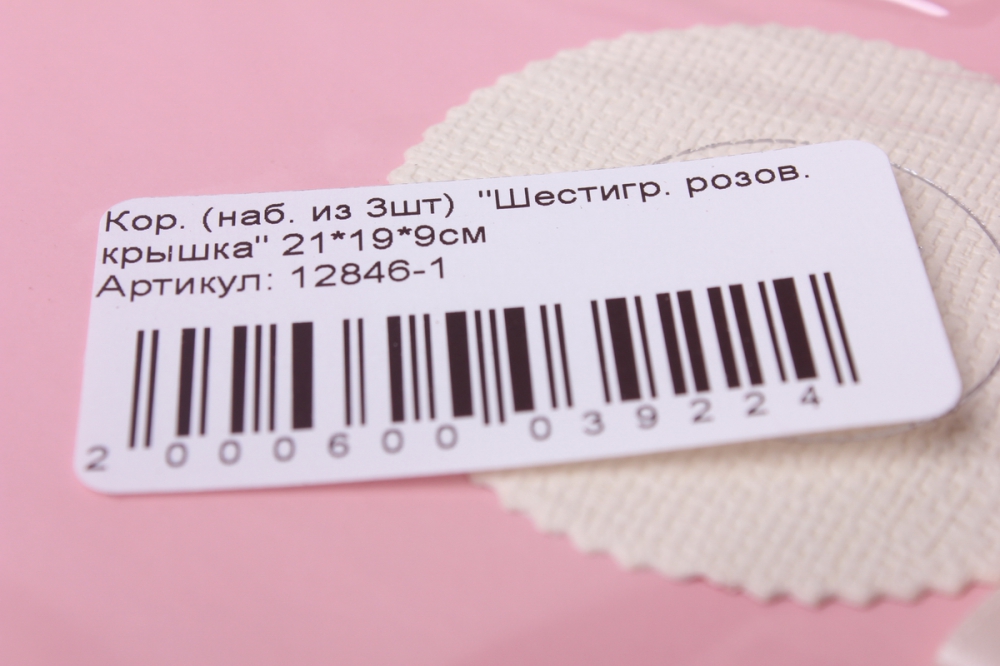 Кор. (наб. из 3шт) "Шестигр. розов.
крышка" 21*19*9см
Артикул: 12846-1
2 000600 039224